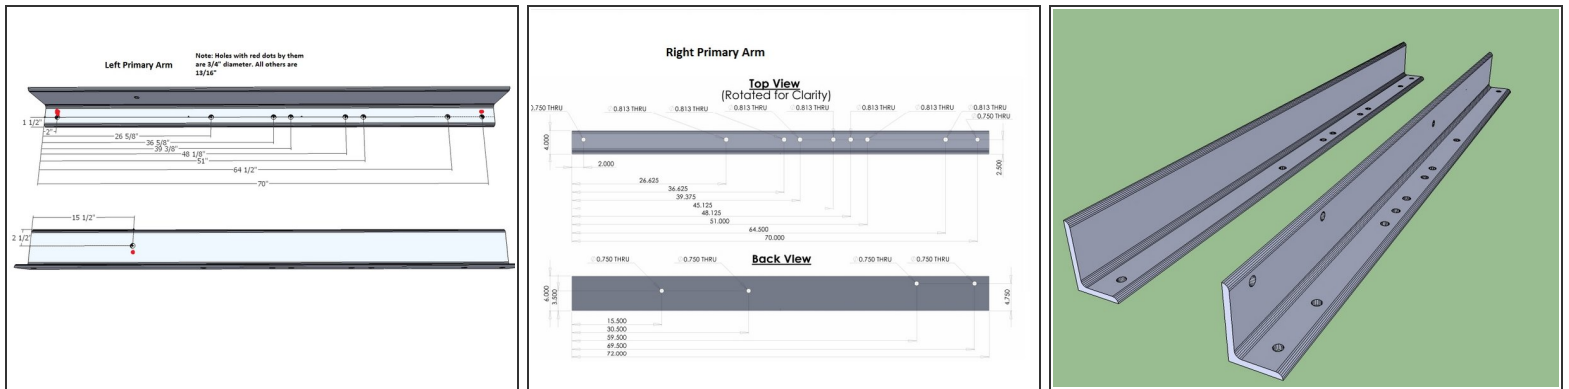 Left Primary Arm
Note: Holes with red dots by them
are 3/4" diameter. All others are
13/16"
1 1/2"
2"
26 5/8"
36 5/8"
39 3/8"
48 1/8"
51"
64 1/2"
70"
15 1/2"
2 1/2"
Right Primary Arm
Top View
(Rotated for Clarity)
0.750 THRU
0.813 THRU
0.813 THRU
0.813 THRU
0.813 THRU
0.813 THRU
0.813 THRU
0.813 THRU
0.750 THRU
4.000
2.500
2.000
26.625
36.625
39.375
45.125
48.125
51.000
64.500
70.000
Back View
0.750 THRU
0.750 THRU
0.750 THRU
0.750 THRU
6.000
3.500
4.750
15.500
30.500
59.500
69.500
72.000